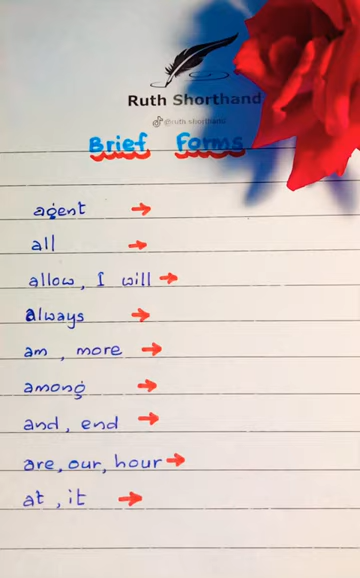 Ruth Shorthand
@ruth.shorthand
Brief Forms
agent →
all →
allow, I will →
always →
am, more →
among →
and, end →
are, our, hour →
at, it →